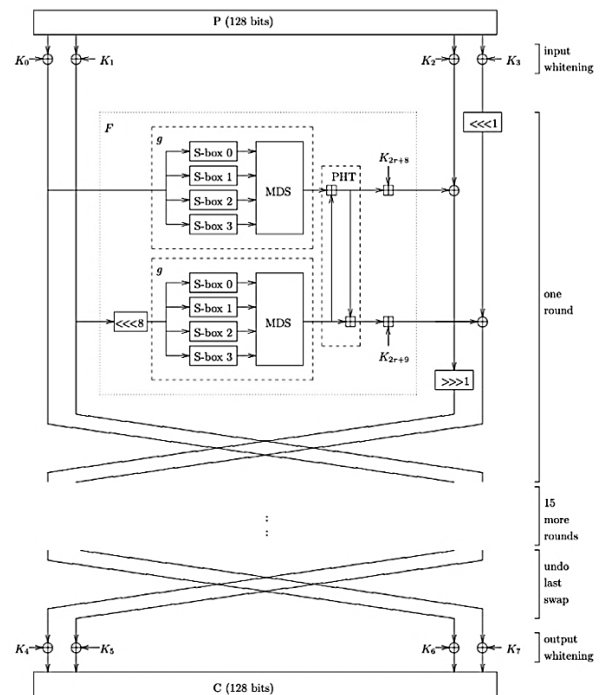 P (128 bits)
K0 K1 K2 K3
input
whitening
F
<<<1
g
S-box 0
S-box 1
S-box 2
S-box 3
MDS
PHT
K2r+8
one
round
g
<<<8
S-box 0
S-box 1
S-box 2
S-box 3
MDS
K2r+9
>>>1
15
more
rounds
undo
last
swap
K4 K5 K6 K7
output
whitening
C (128 bits)